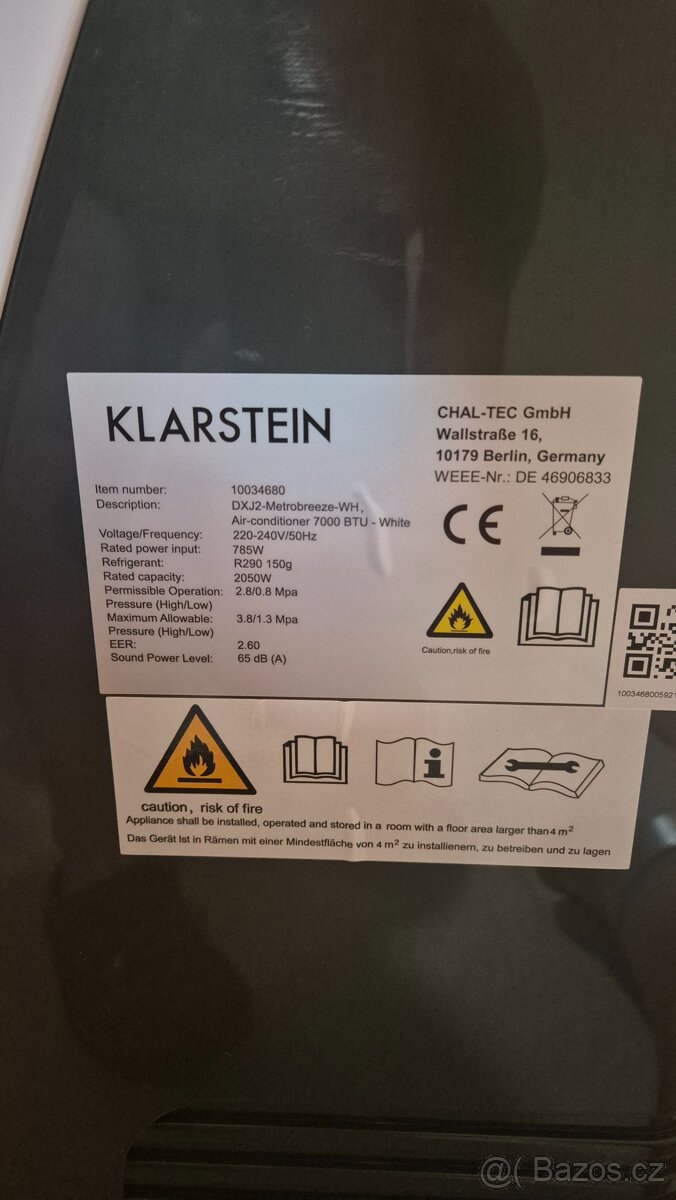 KLARSTEIN
CHAL-TEC GmbH
Wallstraße 16,
10179 Berlin, Germany
WEEE-Nr.: DE 46906833
Item number: 10034680
Description: DXJ2-Metrobreeze-WH,
Air-conditioner 7000 BTU - White
Voltage/Frequency: 220-240V/50Hz
Rated power input: 785W
Refrigerant: R290 150g
Rated capacity: 2050W
Permissible Operation: 2.8/0.8 Mpa
Pressure (High/Low)
Maximum Allowable: 3.8/1.3 Mpa
Pressure (High/Low)
EER: 2.60
Sound Power Level: 65 dB (A)
CE
Caution,risk of fire
1003468005921
caution, risk of fire
Appliance shall be installed, operated and stored in a room with a floor area larger than 4 m²
Das Gerät ist in Rämen mit einer Mindestfläche von 4 m² zu installienern, zu betreiben und zu lagen
@( Bazos.cz